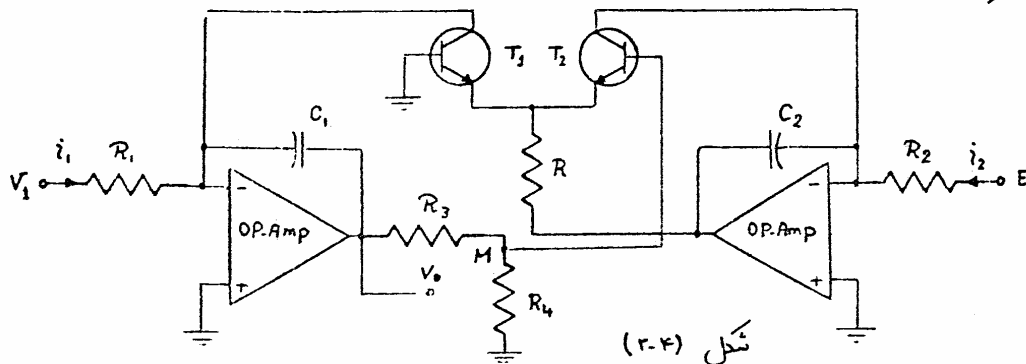 T₁
T₂
C₁
C₂
i₁
R₁
V₁
R
R₂
i₂
E
-
-
OP-Amp
R₃
OP-Amp
M
V₀
+
R₄
+
شکل (۲-۴)